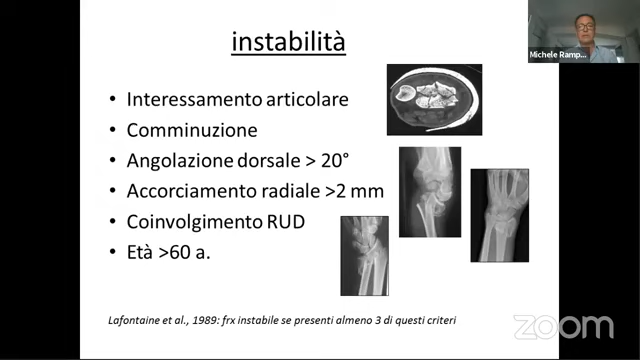 instabilità
Michele Ramp...
• Interessamento articolare
• Comminuzione
• Angolazione dorsale > 20°
• Accorciamento radiale >2 mm
• Coinvolgimento RUD
• Età >60 a.
Lafontaine et al., 1989: frx instabile se presenti almeno 3 di questi criteri
zoom